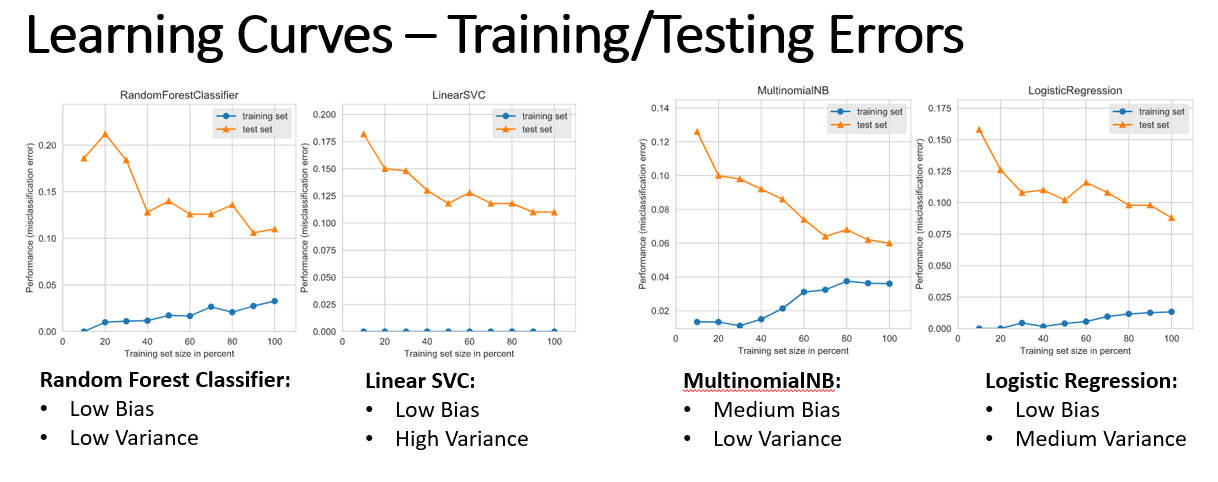 Learning Curves – Training/Testing Errors
RandomForestClassifier
training set
test set
Performance (misclassification error)
0.20
0.15
0.10
0.05
0.00
0 20 40 60 80 100
Training set size in percent
LinearSVC
training set
test set
Performance (misclassification error)
0.200
0.175
0.150
0.125
0.100
0.075
0.050
0.025
0.000
0 20 40 60 80 100
Training set size in percent
MultinomialNB
training set
test set
Performance (misclassification error)
0.14
0.12
0.10
0.08
0.06
0.04
0.02
0 20 40 60 80 100
Training set size in percent
LogisticRegression
training set
test set
Performance (misclassification error)
0.175
0.150
0.125
0.100
0.075
0.050
0.025
0.000
0 20 40 60 80 100
Training set size in percent
Random Forest Classifier:
• Low Bias
• Low Variance
Linear SVC:
• Low Bias
• High Variance
MultinomialNB:
• Medium Bias
• Low Variance
Logistic Regression:
• Low Bias
• Medium Variance